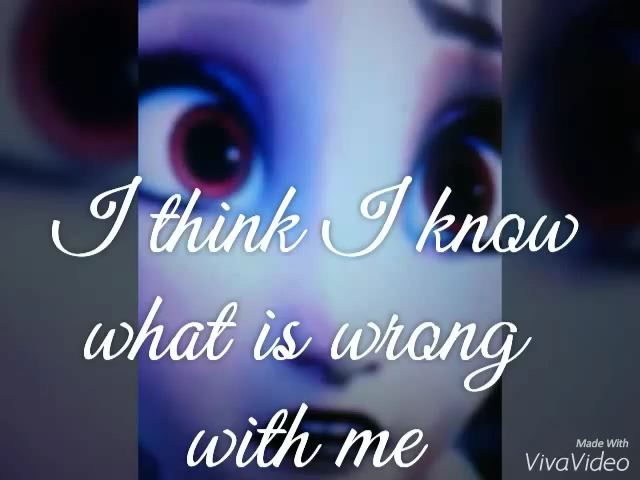 I think I know
what is wrong
with me
Made With
VivaVideo